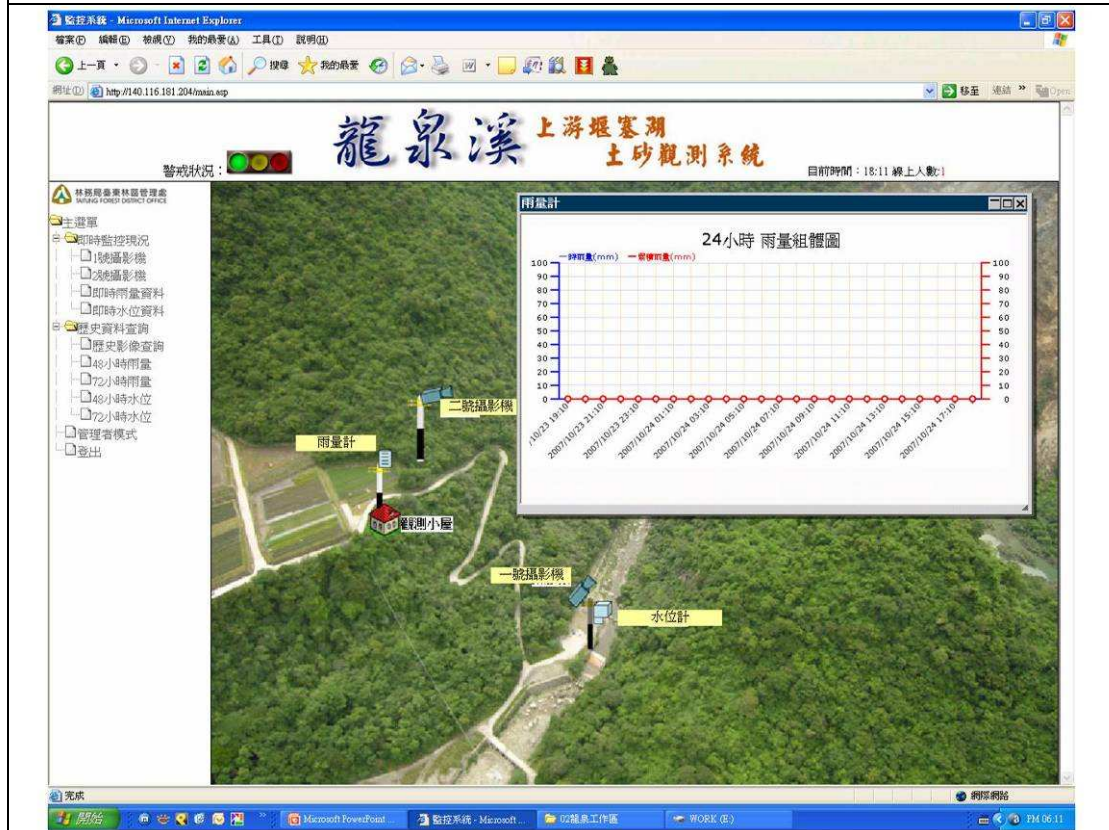 監控系統 - Microsoft Internet Explorer
檔案(F) 編輯(E) 檢視(V) 我的最愛(A) 工具(T) 說明(H)
上一頁 搜尋 我的最愛
網址(D) http://140.116.181.204/main.asp 移至 連結 » Open
龍泉溪 上游堰塞湖
土砂觀測系統
警戒狀況:
目前時間:18:11 線上人數:1
林務局臺東林區管理處
TAITUNG FOREST DISTRICT OFFICE
主選單
即時監控現況
1號攝影機
2號攝影機
即時雨量資料
即時水位資料
歷史資料查詢
歷史影像查詢
48小時雨量
72小時雨量
48小時水位
72小時水位
管理者模式
登出
雨量計
24小時 雨量組體圖
時雨量(mm) 累積雨量(mm)
100 100
90 90
80 80
70 70
60 60
50 50
40 40
30 30
20 20
10 10
0 0
/10/23 19:10 2007/10/23 21:10 2007/10/23 23:10 2007/10/24 01:10 2007/10/24 03:10 2007/10/24 05:10 2007/10/24 07:10 2007/10/24 09:10 2007/10/24 11:10 2007/10/24 13:10 2007/10/24 15:10 2007/10/24 17:10
二號攝影機
雨量計
觀測小屋
一號攝影機
水位計
完成 網際網路
開始 Microsoft PowerPoint ... 監控系統 - Microsoft ... 02龍泉工作區 WORK (E:) PM 06:11